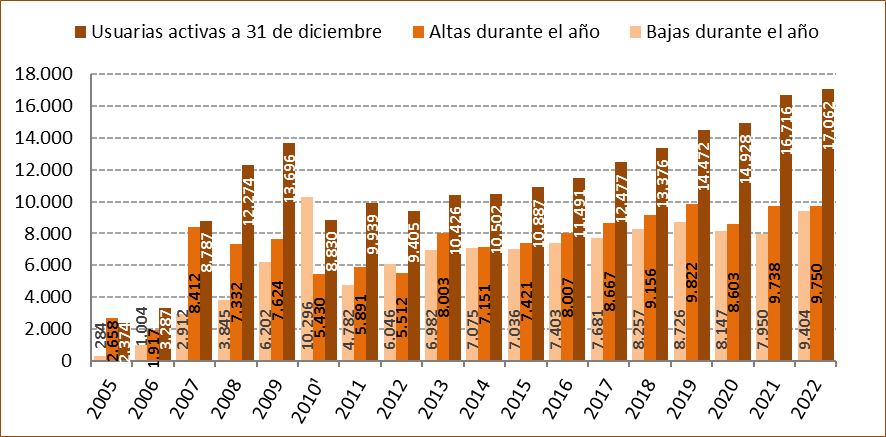 Usuarias activas a 31 de diciembre Altas durante el año Bajas durante el año
18.000
16.000
14.000
12.000
10.000
8.000
6.000
4.000
2.000
0
284 2.658 2.374
1.004 1.917 3.287
2.912 8.412 8.787
3.845 7.332 12.274
6.202 7.624 13.696
10.296 5.430 8.830
4.782 5.891 9.939
6.046 5.512 9.405
6.982 8.003 10.426
7.075 7.151 10.502
7.036 7.421 10.887
7.403 8.007 11.491
7.681 8.667 12.477
8.257 9.156 13.376
8.726 9.822 14.472
8.147 8.603 14.928
7.950 9.738 16.716
9.404 9.750 17.062
2005 2006 2007 2008 2009 2010¹ 2011 2012 2013 2014 2015 2016 2017 2018 2019 2020 2021 2022